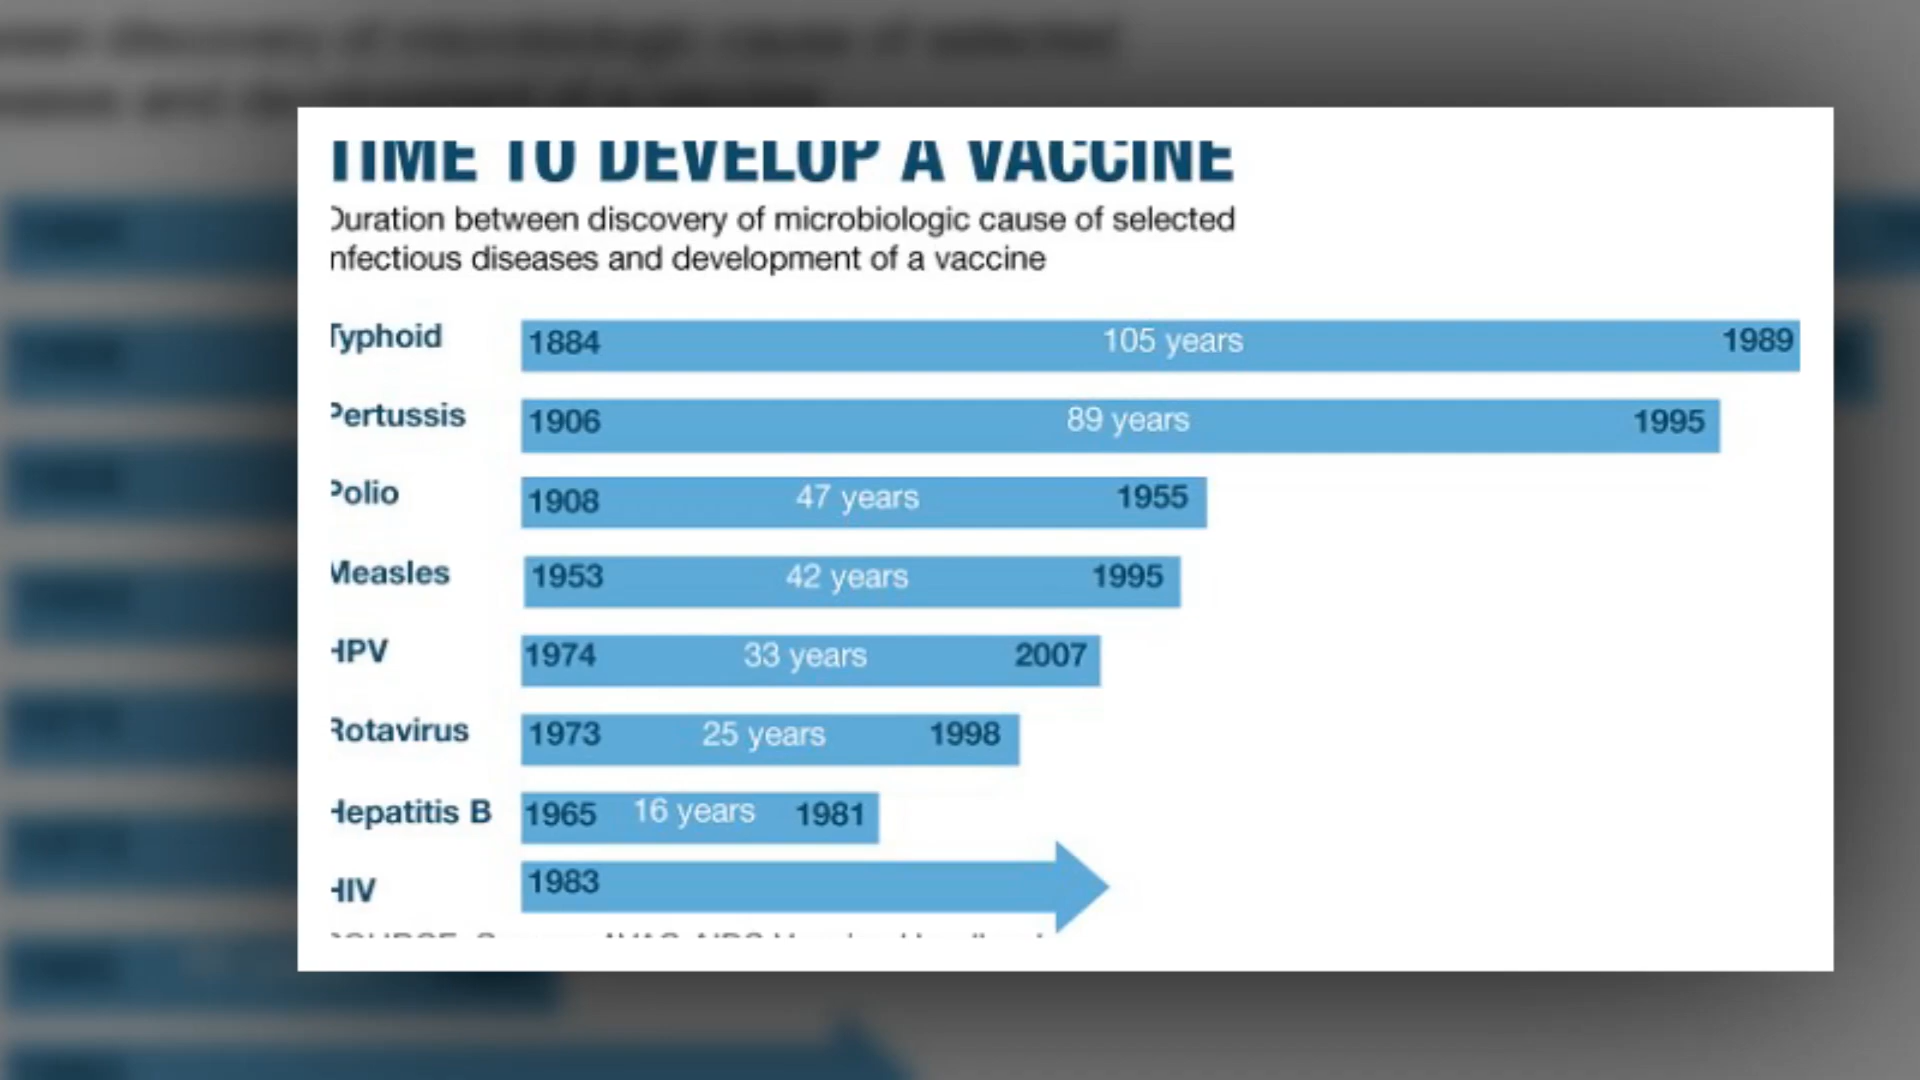 TIME TO DEVELOP A VACCINE
Duration between discovery of microbiologic cause of selected
nfectious diseases and development of a vaccine
Typhoid 1884 105 years 1989
Pertussis 1906 89 years 1995
Polio 1908 47 years 1955
Measles 1953 42 years 1995
HPV 1974 33 years 2007
Rotavirus 1973 25 years 1998
Hepatitis B 1965 16 years 1981
HIV 1983